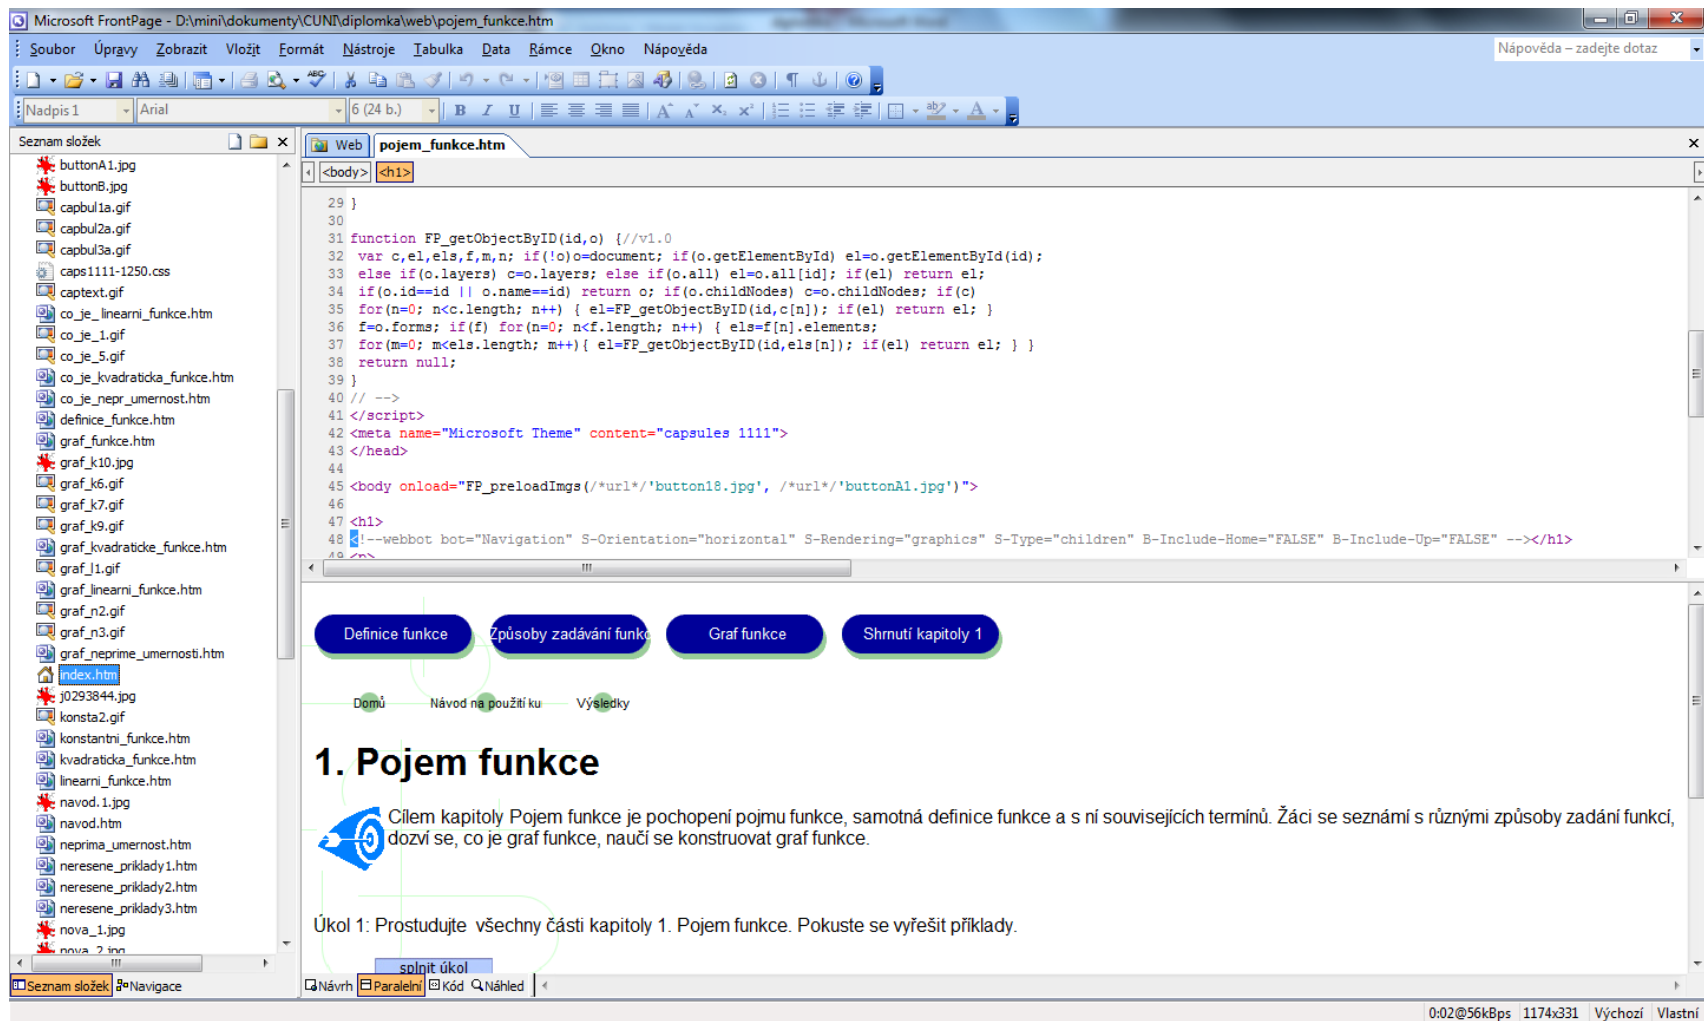 Microsoft FrontPage - D:\mini\dokumenty\CUNI\diplomka\web\pojem_funkce.htm
Soubor Úpravy Zobrazit Vložit Formát Nástroje Tabulka Data Rámce Okno Nápověda
Nápověda – zadejte dotaz
Nadpis 1 Arial 6 (24 b.) B I U
Seznam složek
Web pojem_funkce.htm
<body> <h1>
buttonA1.jpg
buttonB.jpg
capbul1a.gif
capbul2a.gif
capbul3a.gif
caps1111-1250.css
captext.gif
co_je_ linearni_funkce.htm
co_je_1.gif
co_je_5.gif
co_je_kvadraticka_funkce.htm
co_je_nepr_umernost.htm
definice_funkce.htm
graf_funkce.htm
graf_k10.jpg
graf_k6.gif
graf_k7.gif
graf_k9.gif
graf_kvadraticke_funkce.htm
graf_l1.gif
graf_linearni_funkce.htm
graf_n2.gif
graf_n3.gif
graf_neprime_umernosti.htm
index.htm
j0293844.jpg
konsta2.gif
konstantni_funkce.htm
kvadraticka_funkce.htm
linearni_funkce.htm
navod.1.jpg
navod.htm
neprima_umernost.htm
neresene_priklady1.htm
neresene_priklady2.htm
neresene_priklady3.htm
nova_1.jpg
nova_2.jpg
Seznam složek Navigace
29 }
30
31 function FP_getObjectByID(id,o) {//v1.0
32 var c,el,els,f,m,n; if(!o)o=document; if(o.getElementById) el=o.getElementById(id);
33 else if(o.layers) c=o.layers; else if(o.all) el=o.all[id]; if(el) return el;
34 if(o.id==id || o.name==id) return o; if(o.childNodes) c=o.childNodes; if(c)
35 for(n=0; n<c.length; n++) { el=FP_getObjectByID(id,c[n]); if(el) return el; }
36 f=o.forms; if(f) for(n=0; n<f.length; n++) { els=f[n].elements;
37 for(m=0; m<els.length; m++){ el=FP_getObjectByID(id,els[n]); if(el) return el; } }
38 return null;
39 }
40 // -->
41 </script>
42 <meta name="Microsoft Theme" content="capsules 1111">
43 </head>
44
45 <body onload="FP_preloadImgs(/*url*/'button18.jpg', /*url*/'buttonA1.jpg')">
46
47 <h1>
48 <!--webbot bot="Navigation" S-Orientation="horizontal" S-Rendering="graphics" S-Type="children" B-Include-Home="FALSE" B-Include-Up="FALSE" --></h1>
49 <p>
Definice funkce Způsoby zadávání funkc Graf funkce Shrnutí kapitoly 1
Domů Návod na použití ku Výsledky
1. Pojem funkce
Cílem kapitoly Pojem funkce je pochopení pojmu funkce, samotná definice funkce a s ní souvisejících termínů. Žáci se seznámí s různými způsoby zadání funkcí,
dozví se, co je graf funkce, naučí se konstruovat graf funkce.
Úkol 1: Prostudujte všechny části kapitoly 1. Pojem funkce. Pokuste se vyřešit příklady.
splnit úkol
Návrh Paralelní Kód Náhled
0:02@56kBps 1174x331 Výchozí Vlastní